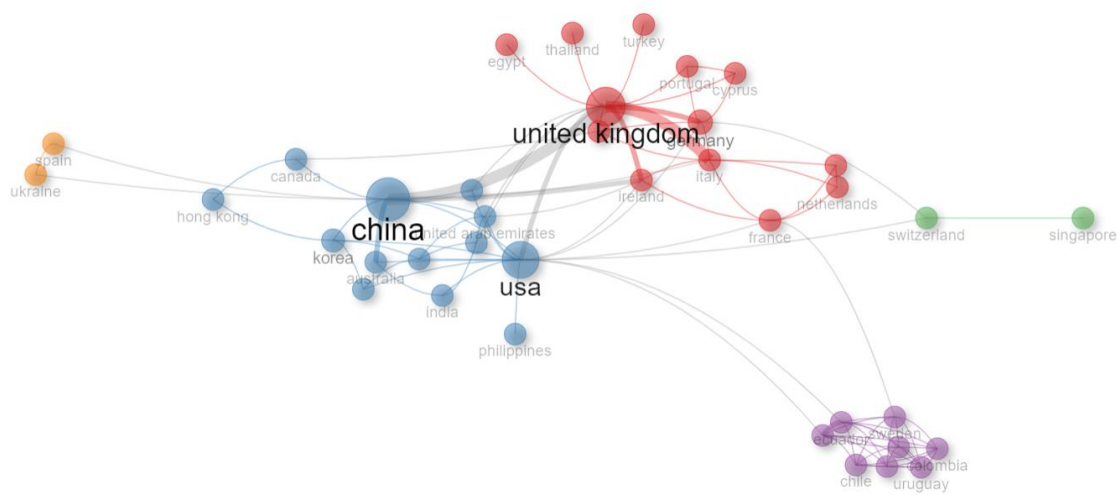 turkey
thailand
egypt
portugal
cyprus
united kingdom
germany
spain
canada
italy
ukraine
ireland
netherlands
hong kong
china
united arab emirates
france
switzerland
singapore
korea
australia
usa
india
philippines
sweden
ecuador
colombia
chile
uruguay